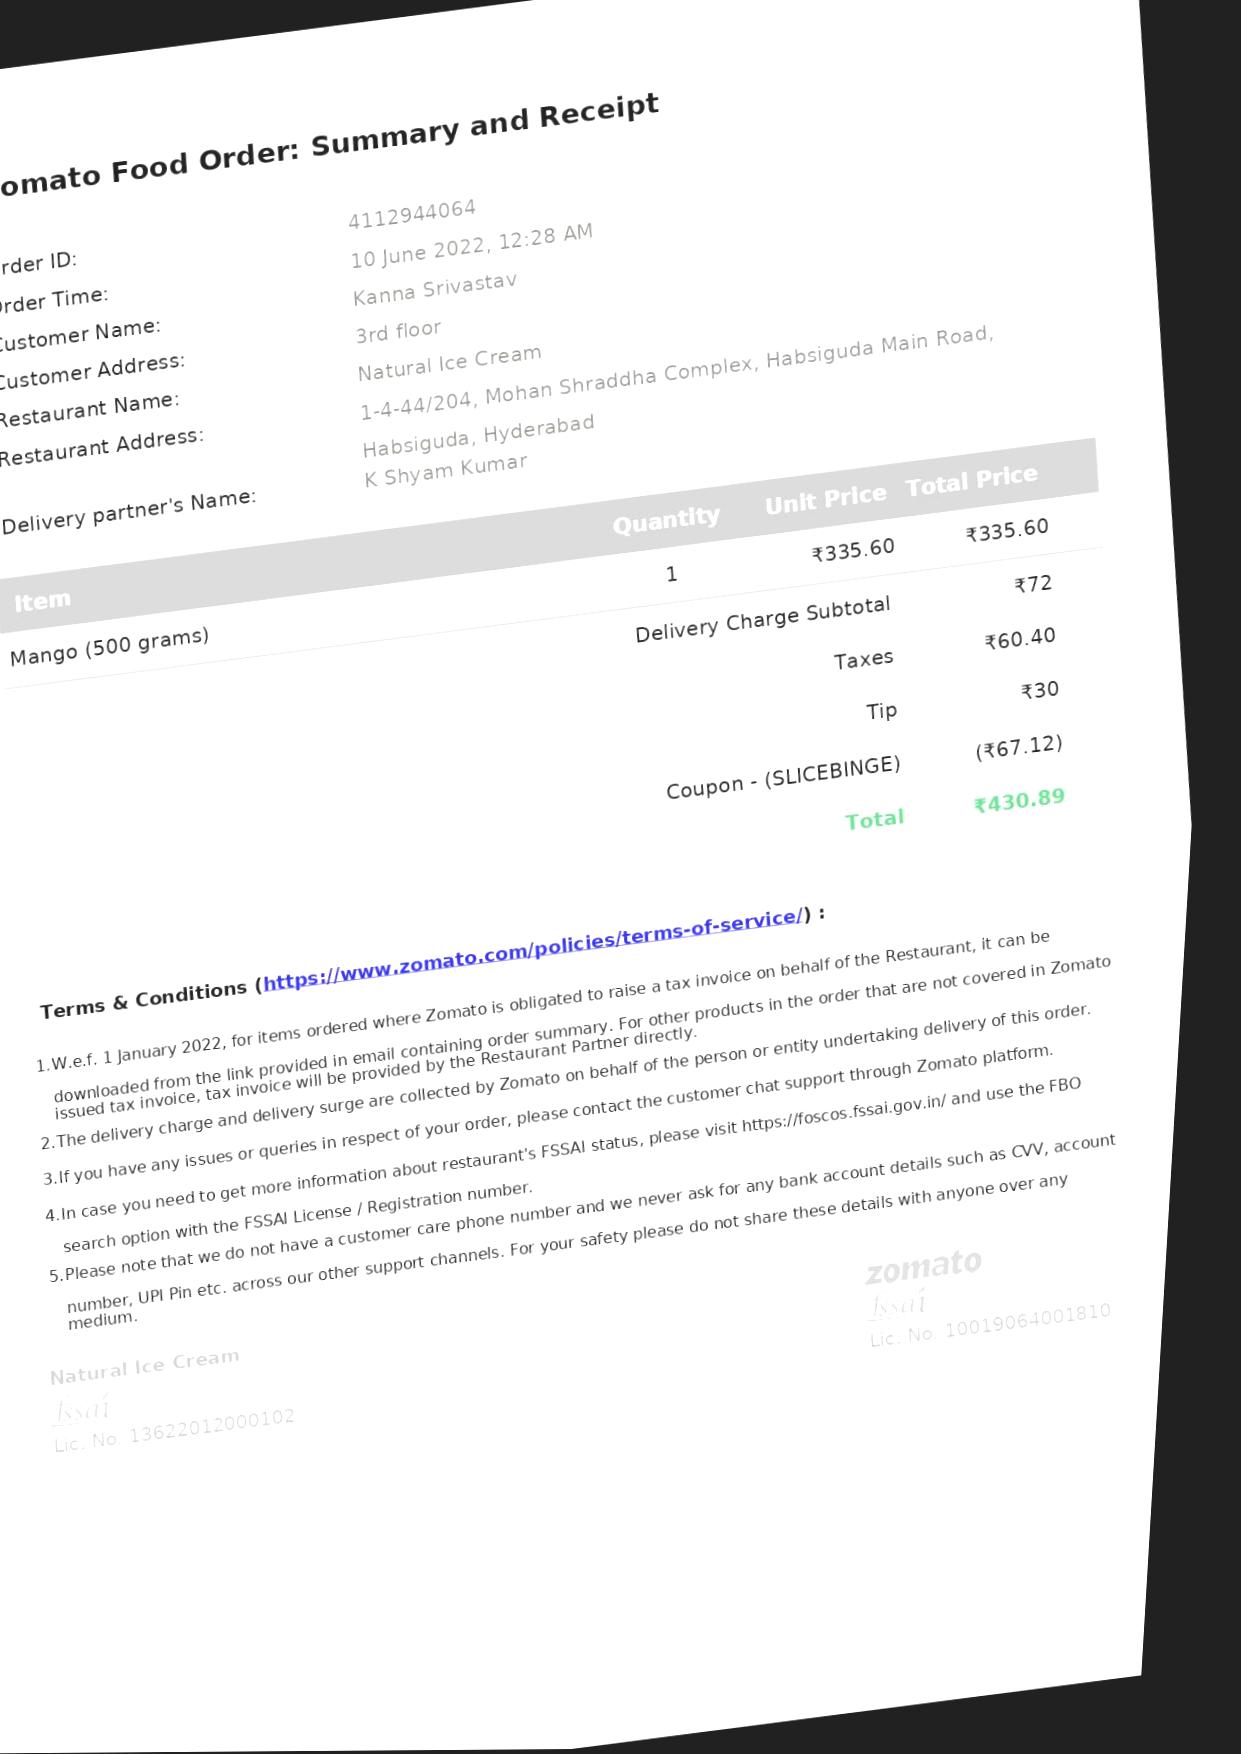 omato Food Order: Summary and Receipt
rder ID: 4112944064
Order Time: 10 June 2022, 12:28 AM
Customer Name: Kanna Srivastav
Customer Address: 3rd floor
Restaurant Name: Natural Ice Cream
Restaurant Address: 1-4-44/204, Mohan Shraddha Complex, Habsiguda Main Road,
Habsiguda, Hyderabad
Delivery partner's Name: K Shyam Kumar
Item Quantity Unit Price Total Price
Mango (500 grams) 1 ₹335.60 ₹335.60
Delivery Charge Subtotal ₹72
Taxes ₹60.40
Tip ₹30
Coupon - (SLICEBINGE) (₹67.12)
Total ₹430.89
Terms & Conditions (https://www.zomato.com/policies/terms-of-service/) :
1.W.e.f. 1 January 2022, for items ordered where Zomato is obligated to raise a tax invoice on behalf of the Restaurant, it can be
downloaded from the link provided in email containing order summary. For other products in the order that are not covered in Zomato
issued tax invoice, tax invoice will be provided by the Restaurant Partner directly.
2.The delivery charge and delivery surge are collected by Zomato on behalf of the person or entity undertaking delivery of this order.
3.If you have any issues or queries in respect of your order, please contact the customer chat support through Zomato platform.
4.In case you need to get more information about restaurant's FSSAI status, please visit https://foscos.fssai.gov.in/ and use the FBO
search option with the FSSAI License / Registration number.
5.Please note that we do not have a customer care phone number and we never ask for any bank account details such as CVV, account
number, UPI Pin etc. across our other support channels. For your safety please do not share these details with anyone over any
medium.
zomato
fssai
Lic. No. 10019064001810
Natural Ice Cream
fssai
Lic. No. 13622012000102